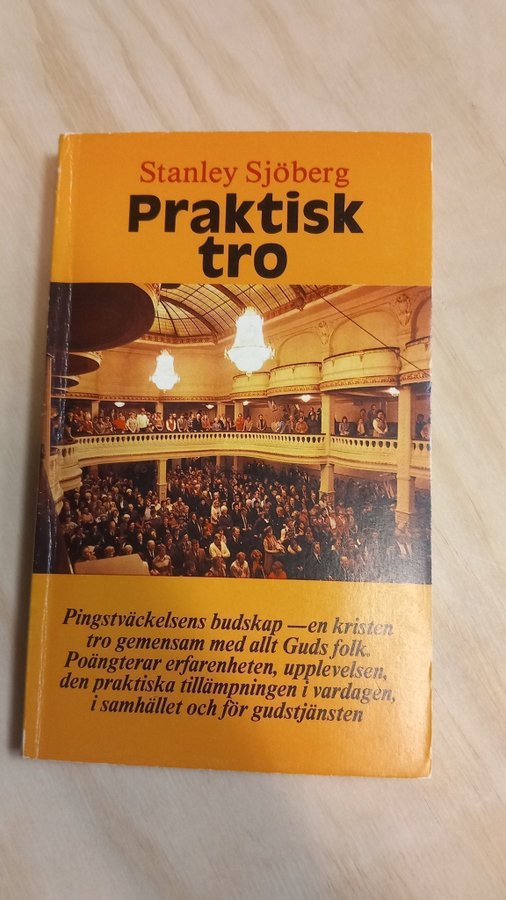 Stanley Sjöberg
Praktisk
tro
Pingstväckelsens budskap —en kristen
tro gemensam med allt Guds folk.
Poängterar erfarenheten, upplevelsen,
den praktiska tillämpningen i vardagen,
i samhället och för gudstjänsten